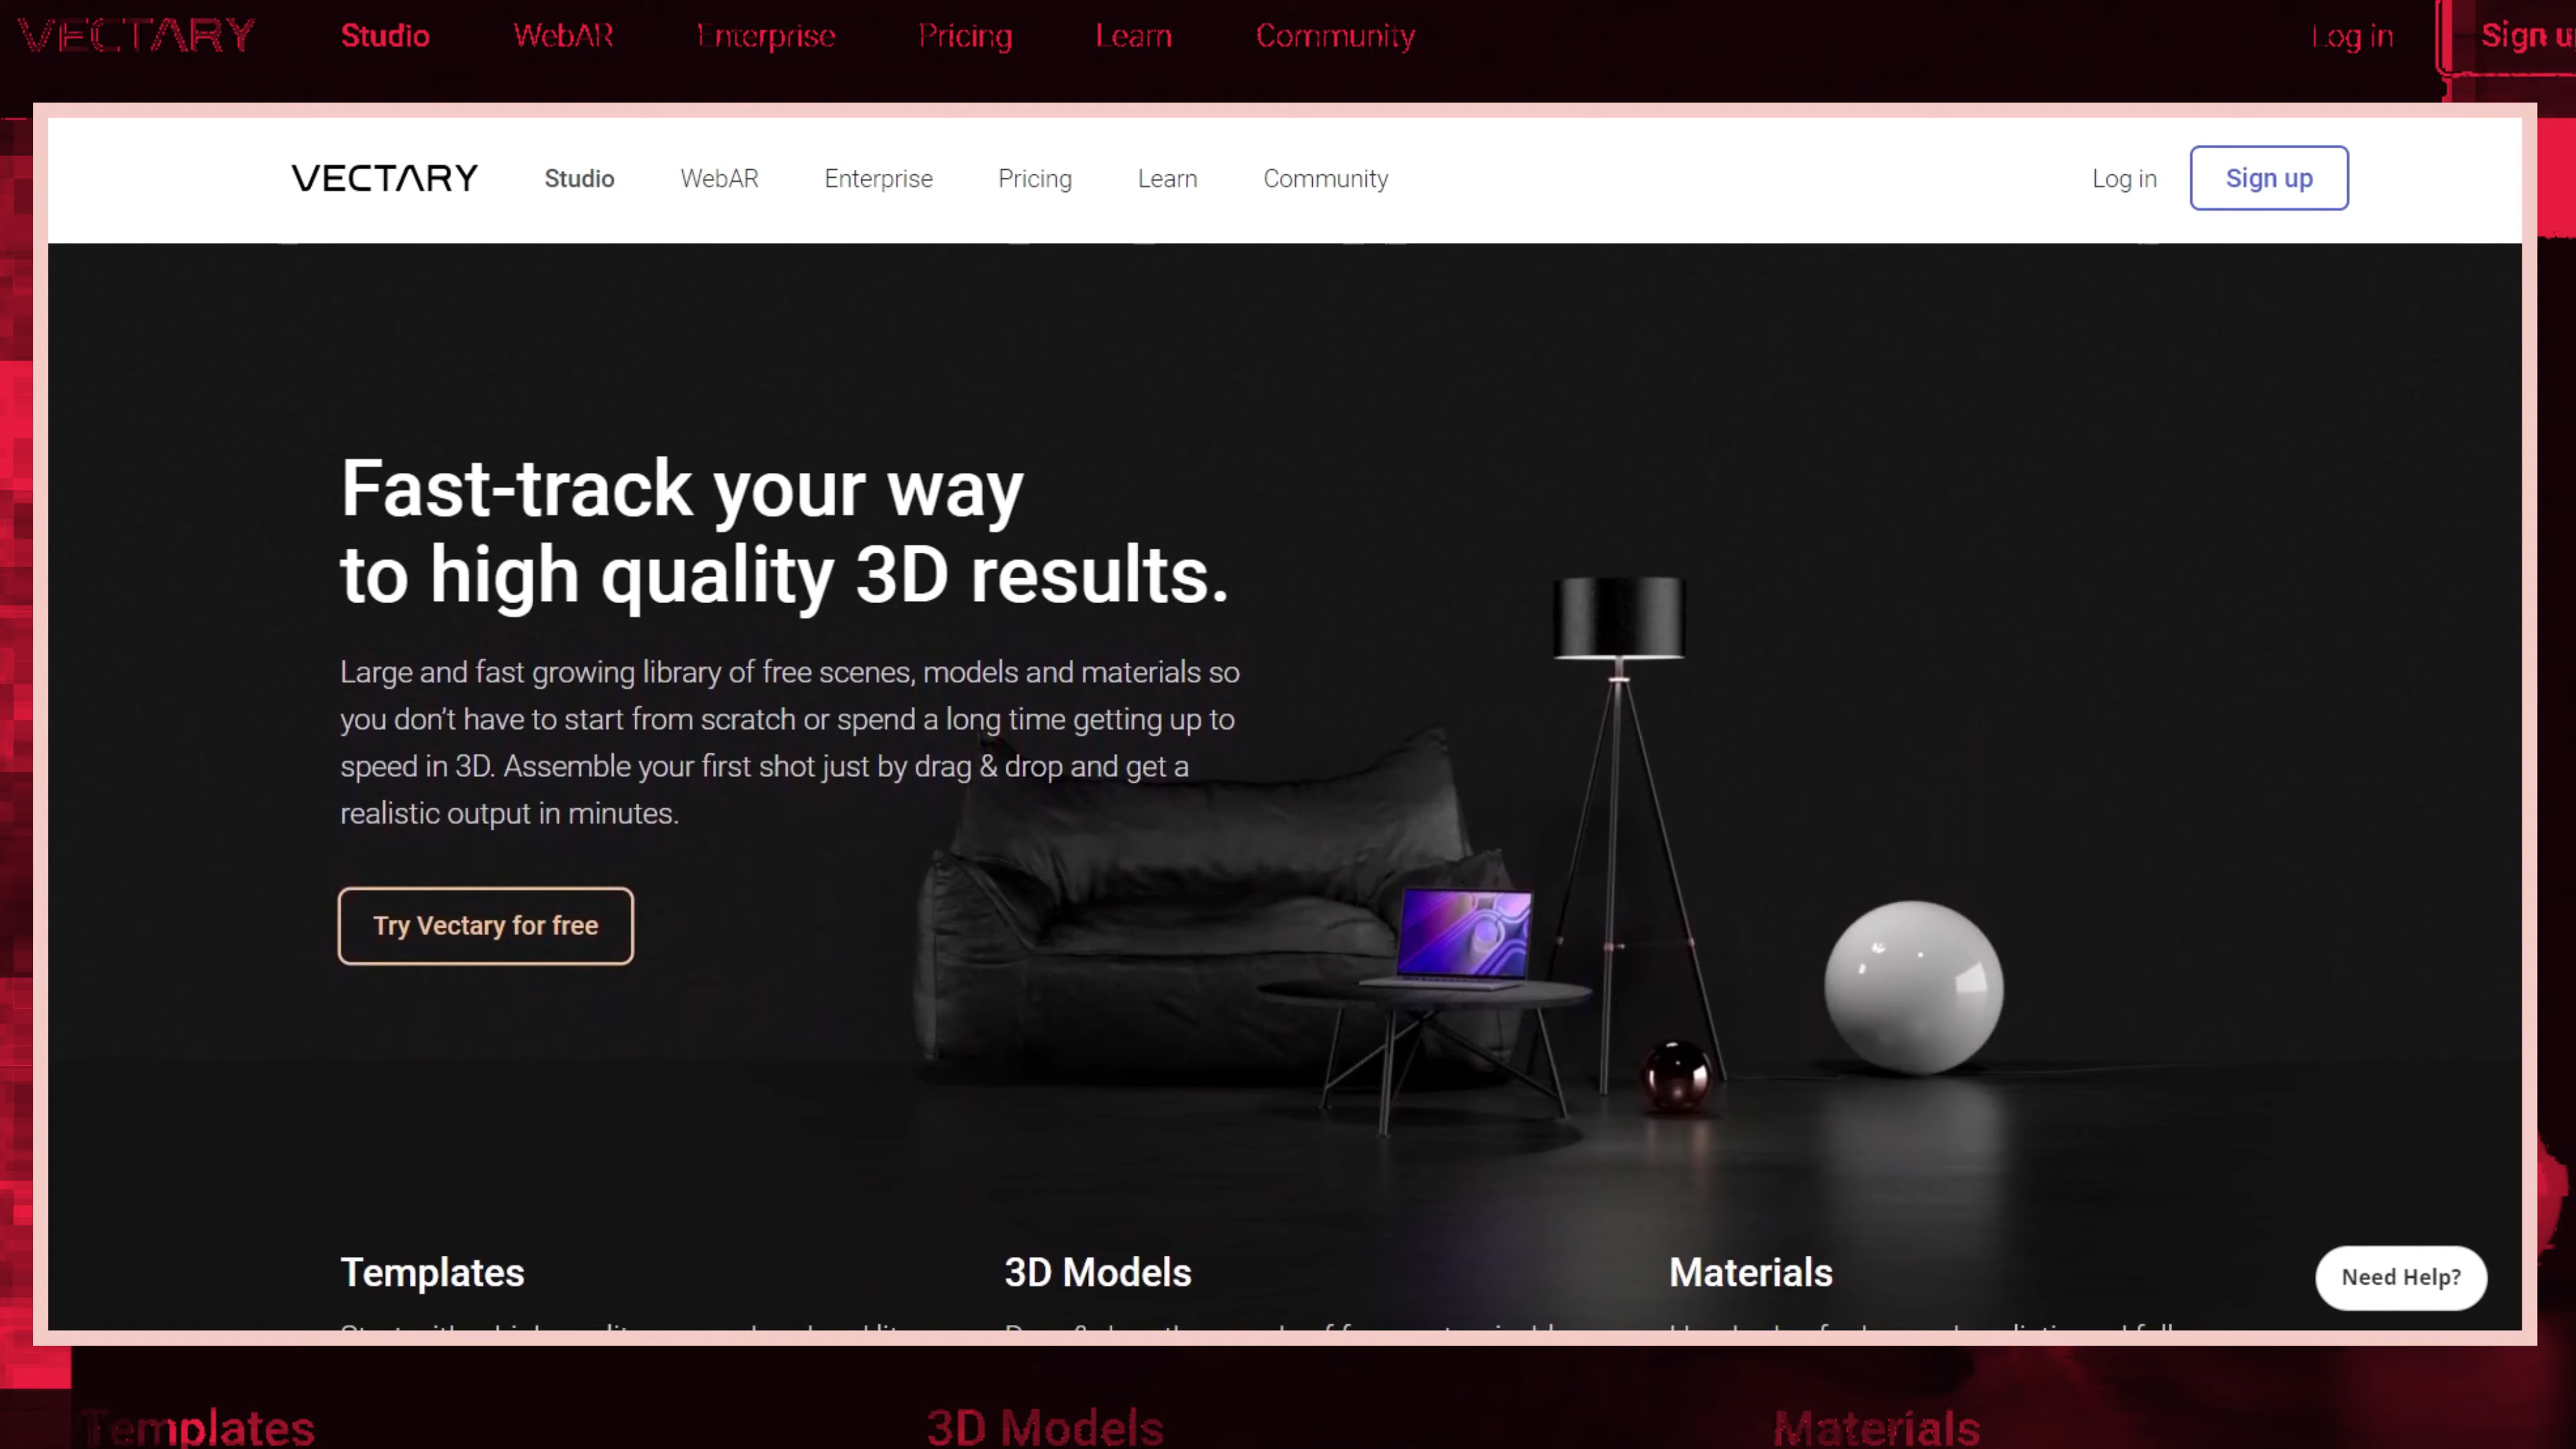 VECTARY Studio WebAR Enterprise Pricing Learn Community Log in Sign
VECTARY Studio WebAR Enterprise Pricing Learn Community Log in Sign up
Fast-track your way
to high quality 3D results.
Large and fast growing library of free scenes, models and materials so
you don't have to start from scratch or spend a long time getting up to
speed in 3D. Assemble your first shot just by drag & drop and get a
realistic output in minutes.
Try Vectary for free
Templates 3D Models Materials
Need Help?
Templates 3D Models Materials